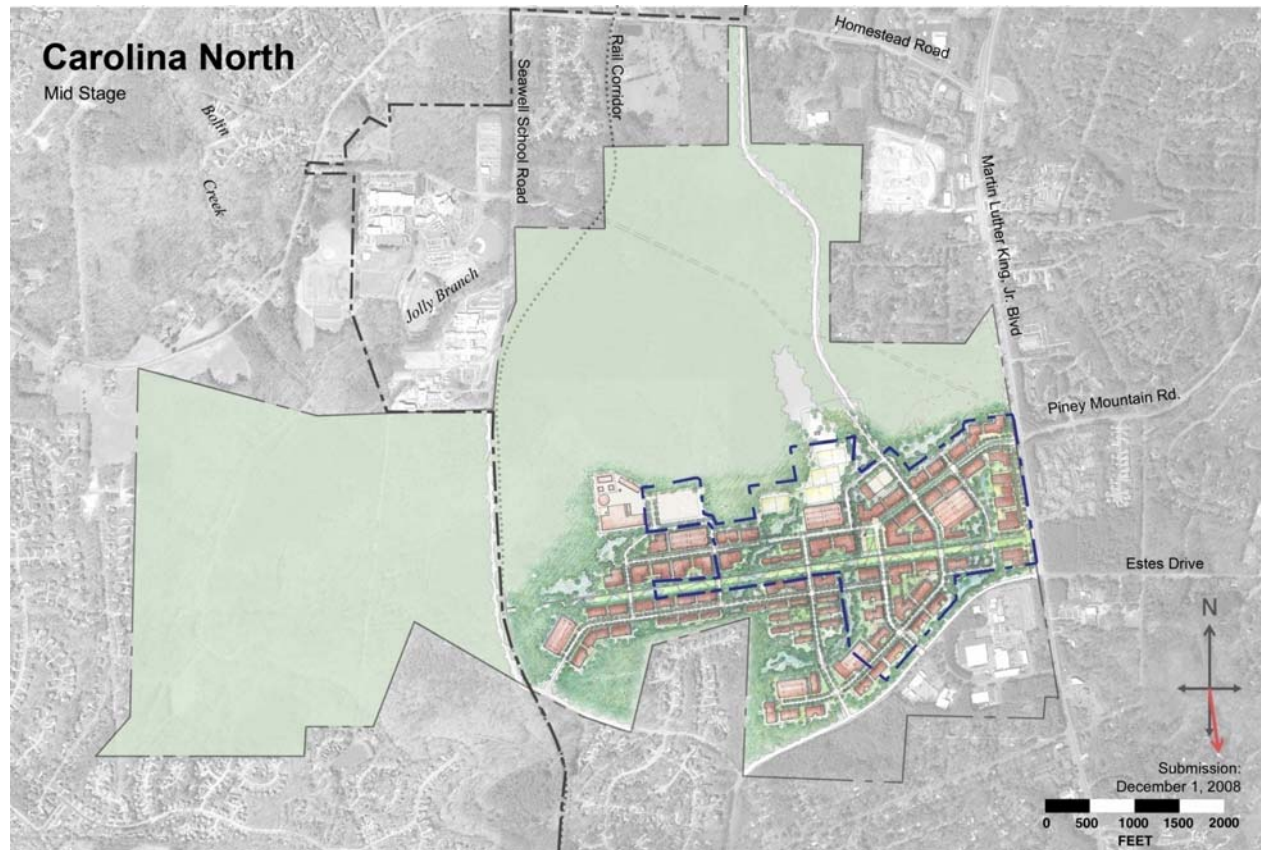 Carolina North
Mid Stage
Homestead Road
Rail Corridor
Seawell School Road
Bolin
Creek
Martin Luther King, Jr. Blvd
Jolly Branch
Piney Mountain Rd.
Estes Drive
N
Submission:
December 1, 2008
0 500 1000 1500 2000
FEET